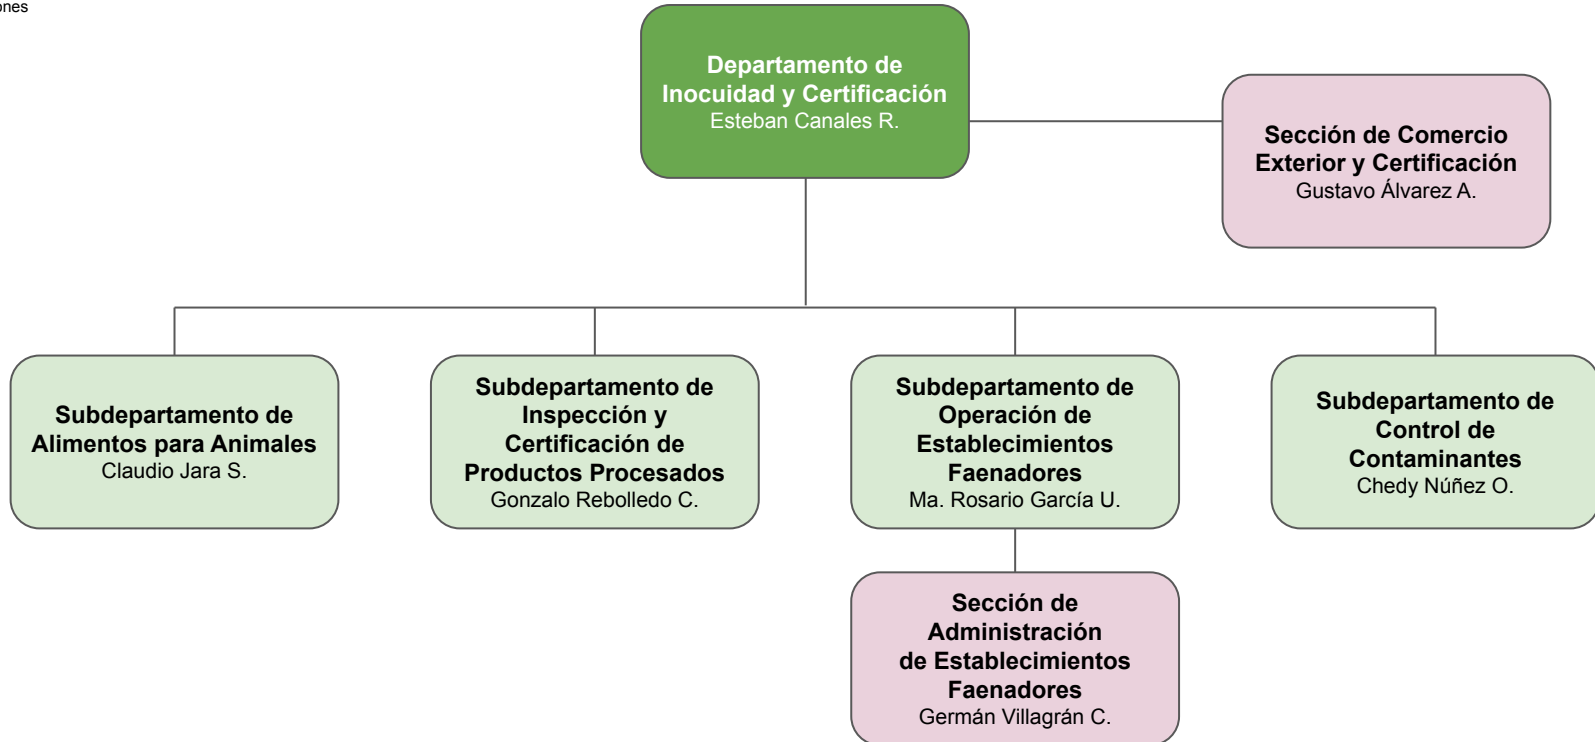 Departamento de
Inocuidad y Certificación
Esteban Canales R.
Sección de Comercio
Exterior y Certificación
Gustavo Álvarez A.
Subdepartamento de
Alimentos para Animales
Claudio Jara S.
Subdepartamento de
Inspección y
Certificación de
Productos Procesados
Gonzalo Rebolledo C.
Subdepartamento de
Operación de
Establecimientos
Faenadores
Ma. Rosario García U.
Subdepartamento de
Control de
Contaminantes
Chedy Núñez O.
Sección de
Administración
de Establecimientos
Faenadores
Germán Villagrán C.